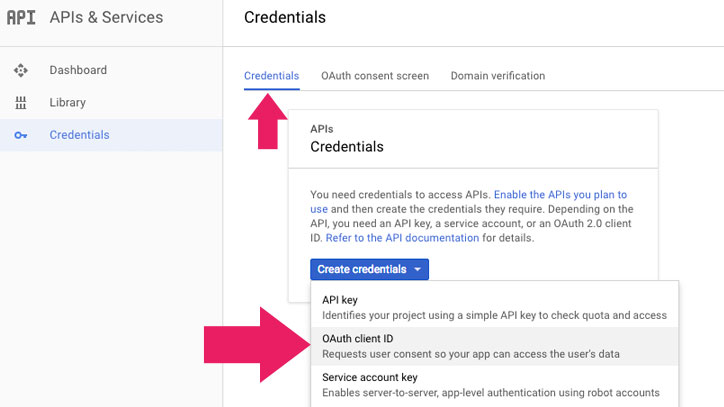 API APIs & Services
Credentials
Dashboard
Library
Credentials
Credentials OAuth consent screen Domain verification
APIs
Credentials
You need credentials to access APIs. Enable the APIs you plan to
use and then create the credentials they require. Depending on the
API, you need an API key, a service account, or an OAuth 2.0 client
ID. Refer to the API documentation for details.
Create credentials
API key
Identifies your project using a simple API key to check quota and access
OAuth client ID
Requests user consent so your app can access the user's data
Service account key
Enables server-to-server, app-level authentication using robot accounts